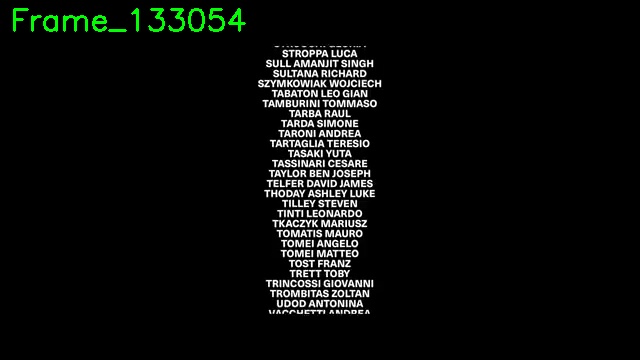 Frame_133054
STROPPA LUCA
SULL AMANJIT SINGH
SULTANA RICHARD
SZYMKOWIAK WOJCIECH
TABATON LEO GIAN
TAMBURINI TOMMASO
TARBA RAUL
TARDA SIMONE
TARONI ANDREA
TARTAGLIA TERESIO
TASAKI YUTA
TASSINARI CESARE
TAYLOR BEN JOSEPH
TELFER DAVID JAMES
THODAY ASHLEY LUKE
TILLEY STEVEN
TINTI LEONARDO
TKACZYK MARIUSZ
TOMATIS MAURO
TOMEI ANGELO
TOMEI MATTEO
TOST FRANZ
TRETT TOBY
TRINCOSSI GIOVANNI
TROMBITAS ZOLTAN
UDOD ANTONINA
VACCHETTI ANDREA